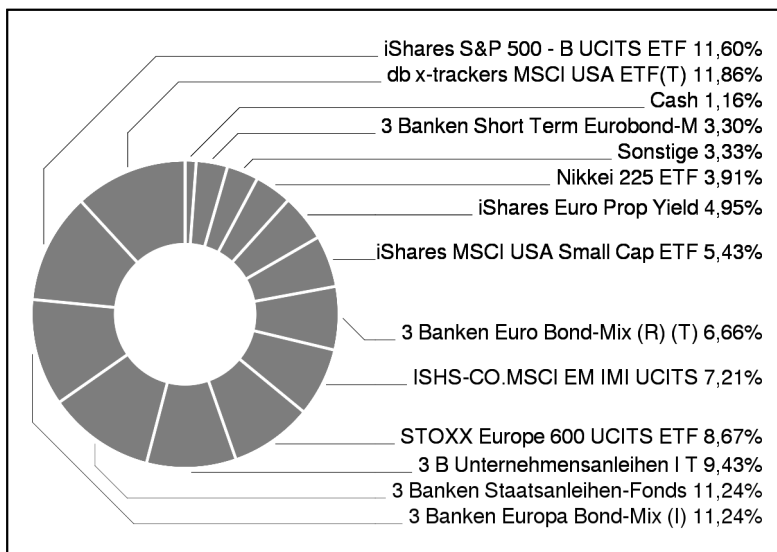 iShares S&P 500 - B UCITS ETF 11,60%
db x-trackers MSCI USA ETF(T) 11,86%
Cash 1,16%
3 Banken Short Term Eurobond-M 3,30%
Sonstige 3,33%
Nikkei 225 ETF 3,91%
iShares Euro Prop Yield 4,95%
iShares MSCI USA Small Cap ETF 5,43%
3 Banken Euro Bond-Mix (R) (T) 6,66%
ISHS-CO.MSCI EM IMI UCITS 7,21%
STOXX Europe 600 UCITS ETF 8,67%
3 B Unternehmensanleihen I T 9,43%
3 Banken Staatsanleihen-Fonds 11,24%
3 Banken Europa Bond-Mix (I) 11,24%